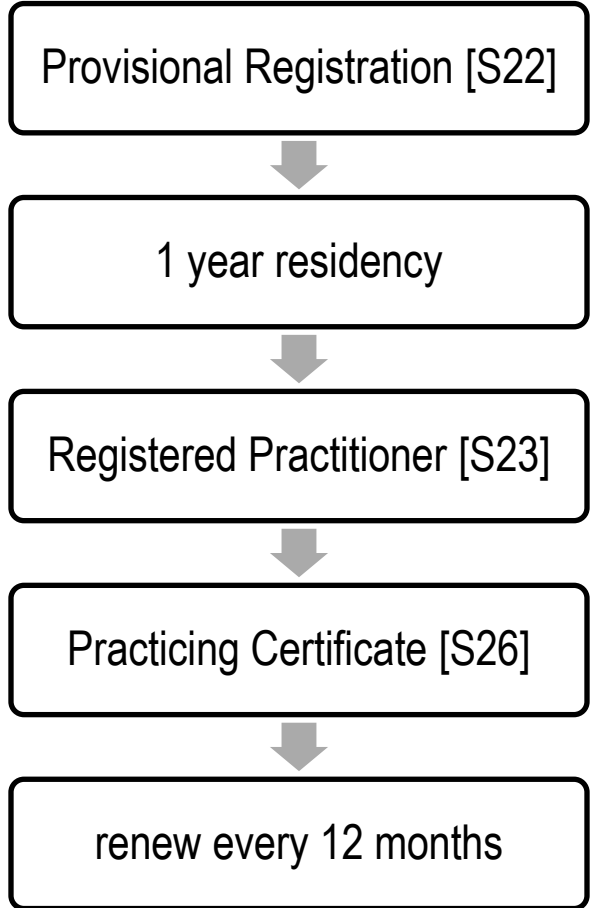 Provisional Registration [S22]
1 year residency
Registered Practitioner [S23]
Practicing Certificate [S26]
renew every 12 months